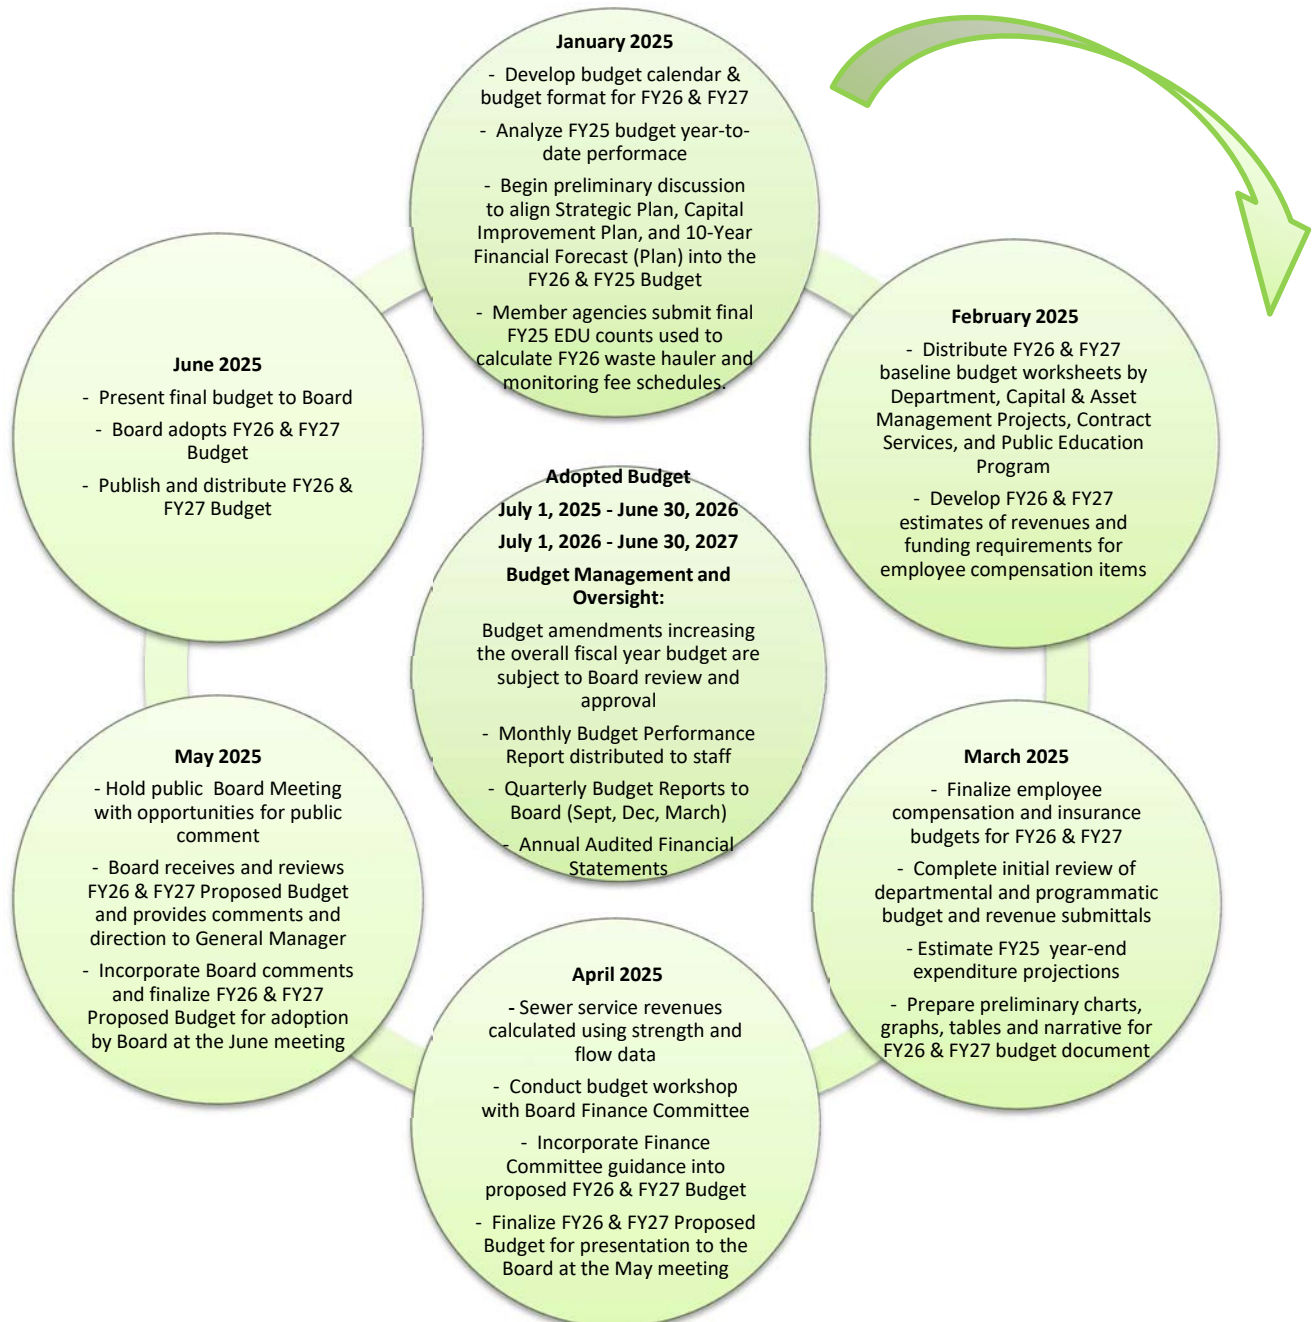 January 2025
- Develop budget calendar &
budget format for FY26 & FY27
- Analyze FY25 budget year-to-
date performace
- Begin preliminary discussion
to align Strategic Plan, Capital
Improvement Plan, and 10-Year
Financial Forecast (Plan) into the
FY26 & FY25 Budget
- Member agencies submit final
FY25 EDU counts used to
calculate FY26 waste hauler and
monitoring fee schedules.
February 2025
- Distribute FY26 & FY27
baseline budget worksheets by
Department, Capital & Asset
Management Projects, Contract
Services, and Public Education
Program
- Develop FY26 & FY27
estimates of revenues and
funding requirements for
employee compensation items
March 2025
- Finalize employee
compensation and insurance
budgets for FY26 & FY27
- Complete initial review of
departmental and programmatic
budget and revenue submittals
- Estimate FY25 year-end
expenditure projections
- Prepare preliminary charts,
graphs, tables and narrative for
FY26 & FY27 budget document
April 2025
- Sewer service revenues
calculated using strength and
flow data
- Conduct budget workshop
with Board Finance Committee
- Incorporate Finance
Committee guidance into
proposed FY26 & FY27 Budget
- Finalize FY26 & FY27 Proposed
Budget for presentation to the
Board at the May meeting
May 2025
- Hold public Board Meeting
with opportunities for public
comment
- Board receives and reviews
FY26 & FY27 Proposed Budget
and provides comments and
direction to General Manager
- Incorporate Board comments
and finalize FY26 & FY27
Proposed Budget for adoption
by Board at the June meeting
June 2025
- Present final budget to Board
- Board adopts FY26 & FY27
Budget
- Publish and distribute FY26 &
FY27 Budget
Adopted Budget
July 1, 2025 - June 30, 2026
July 1, 2026 - June 30, 2027
Budget Management and
Oversight:
Budget amendments increasing
the overall fiscal year budget are
subject to Board review and
approval
- Monthly Budget Performance
Report distributed to staff
- Quarterly Budget Reports to
Board (Sept, Dec, March)
- Annual Audited Financial
Statements